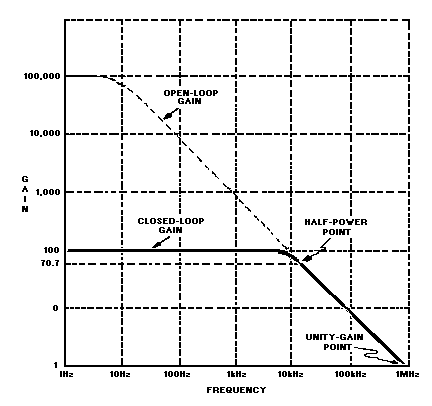 100,000
OPEN-LOOP
GAIN
10,000
GAIN
1,000
CLOSED-LOOP
GAIN
HALF-POWER
POINT
100
70.7
0
UNITY-GAIN
POINT
1
1Hz 10Hz 100Hz 1kHz 10kHz 100kHz 1MHz
FREQUENCY